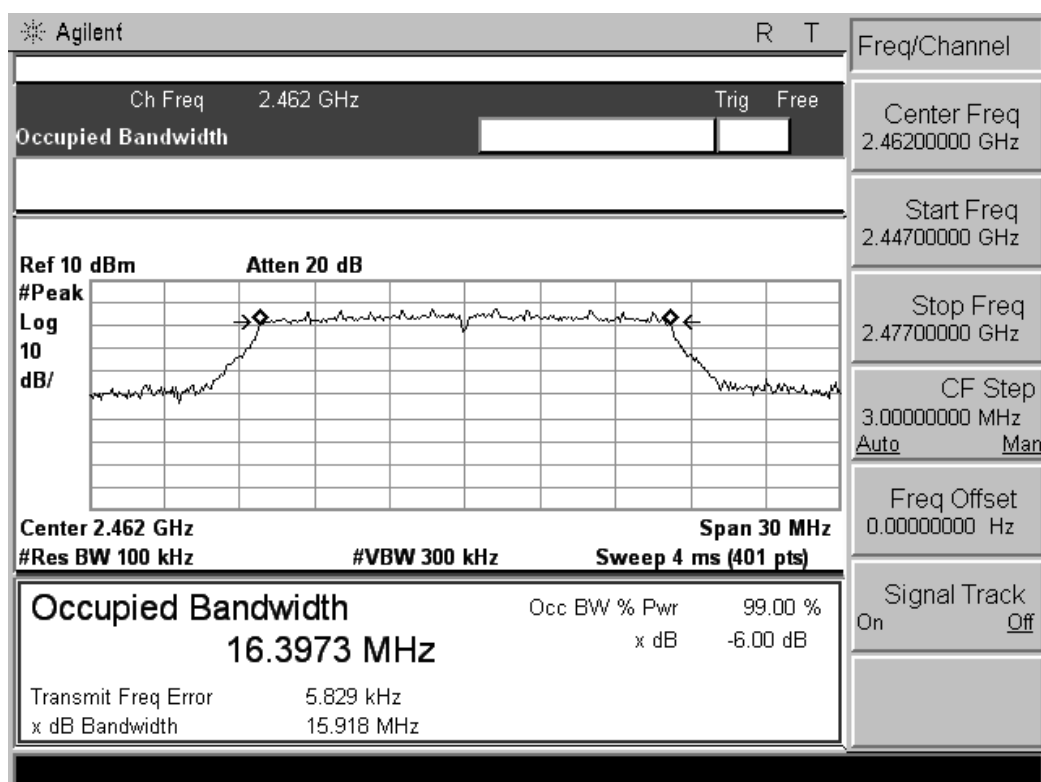 Agilent R T
Freq/Channel
Ch Freq 2.462 GHz Trig Free
Occupied Bandwidth
Center Freq
2.46200000 GHz
Start Freq
2.44700000 GHz
Stop Freq
2.47700000 GHz
CF Step
3.00000000 MHz
Auto Man
Freq Offset
0.00000000 Hz
Signal Track
On Off
Ref 10 dBm Atten 20 dB
#Peak
Log
10
dB/
Center 2.462 GHz Span 30 MHz
#Res BW 100 kHz #VBW 300 kHz Sweep 4 ms (401 pts)
Occupied Bandwidth Occ BW % Pwr 99.00 %
16.3973 MHz x dB -6.00 dB
Transmit Freq Error 5.829 kHz
x dB Bandwidth 15.918 MHz